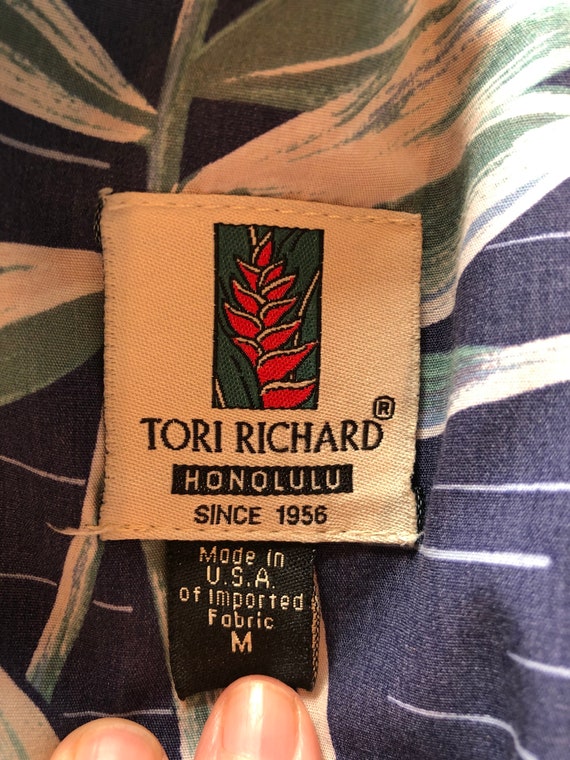 TORI RICHARD®
HONOLULU
SINCE 1956
Made in
U.S.A.
of Imported
Fabric
M